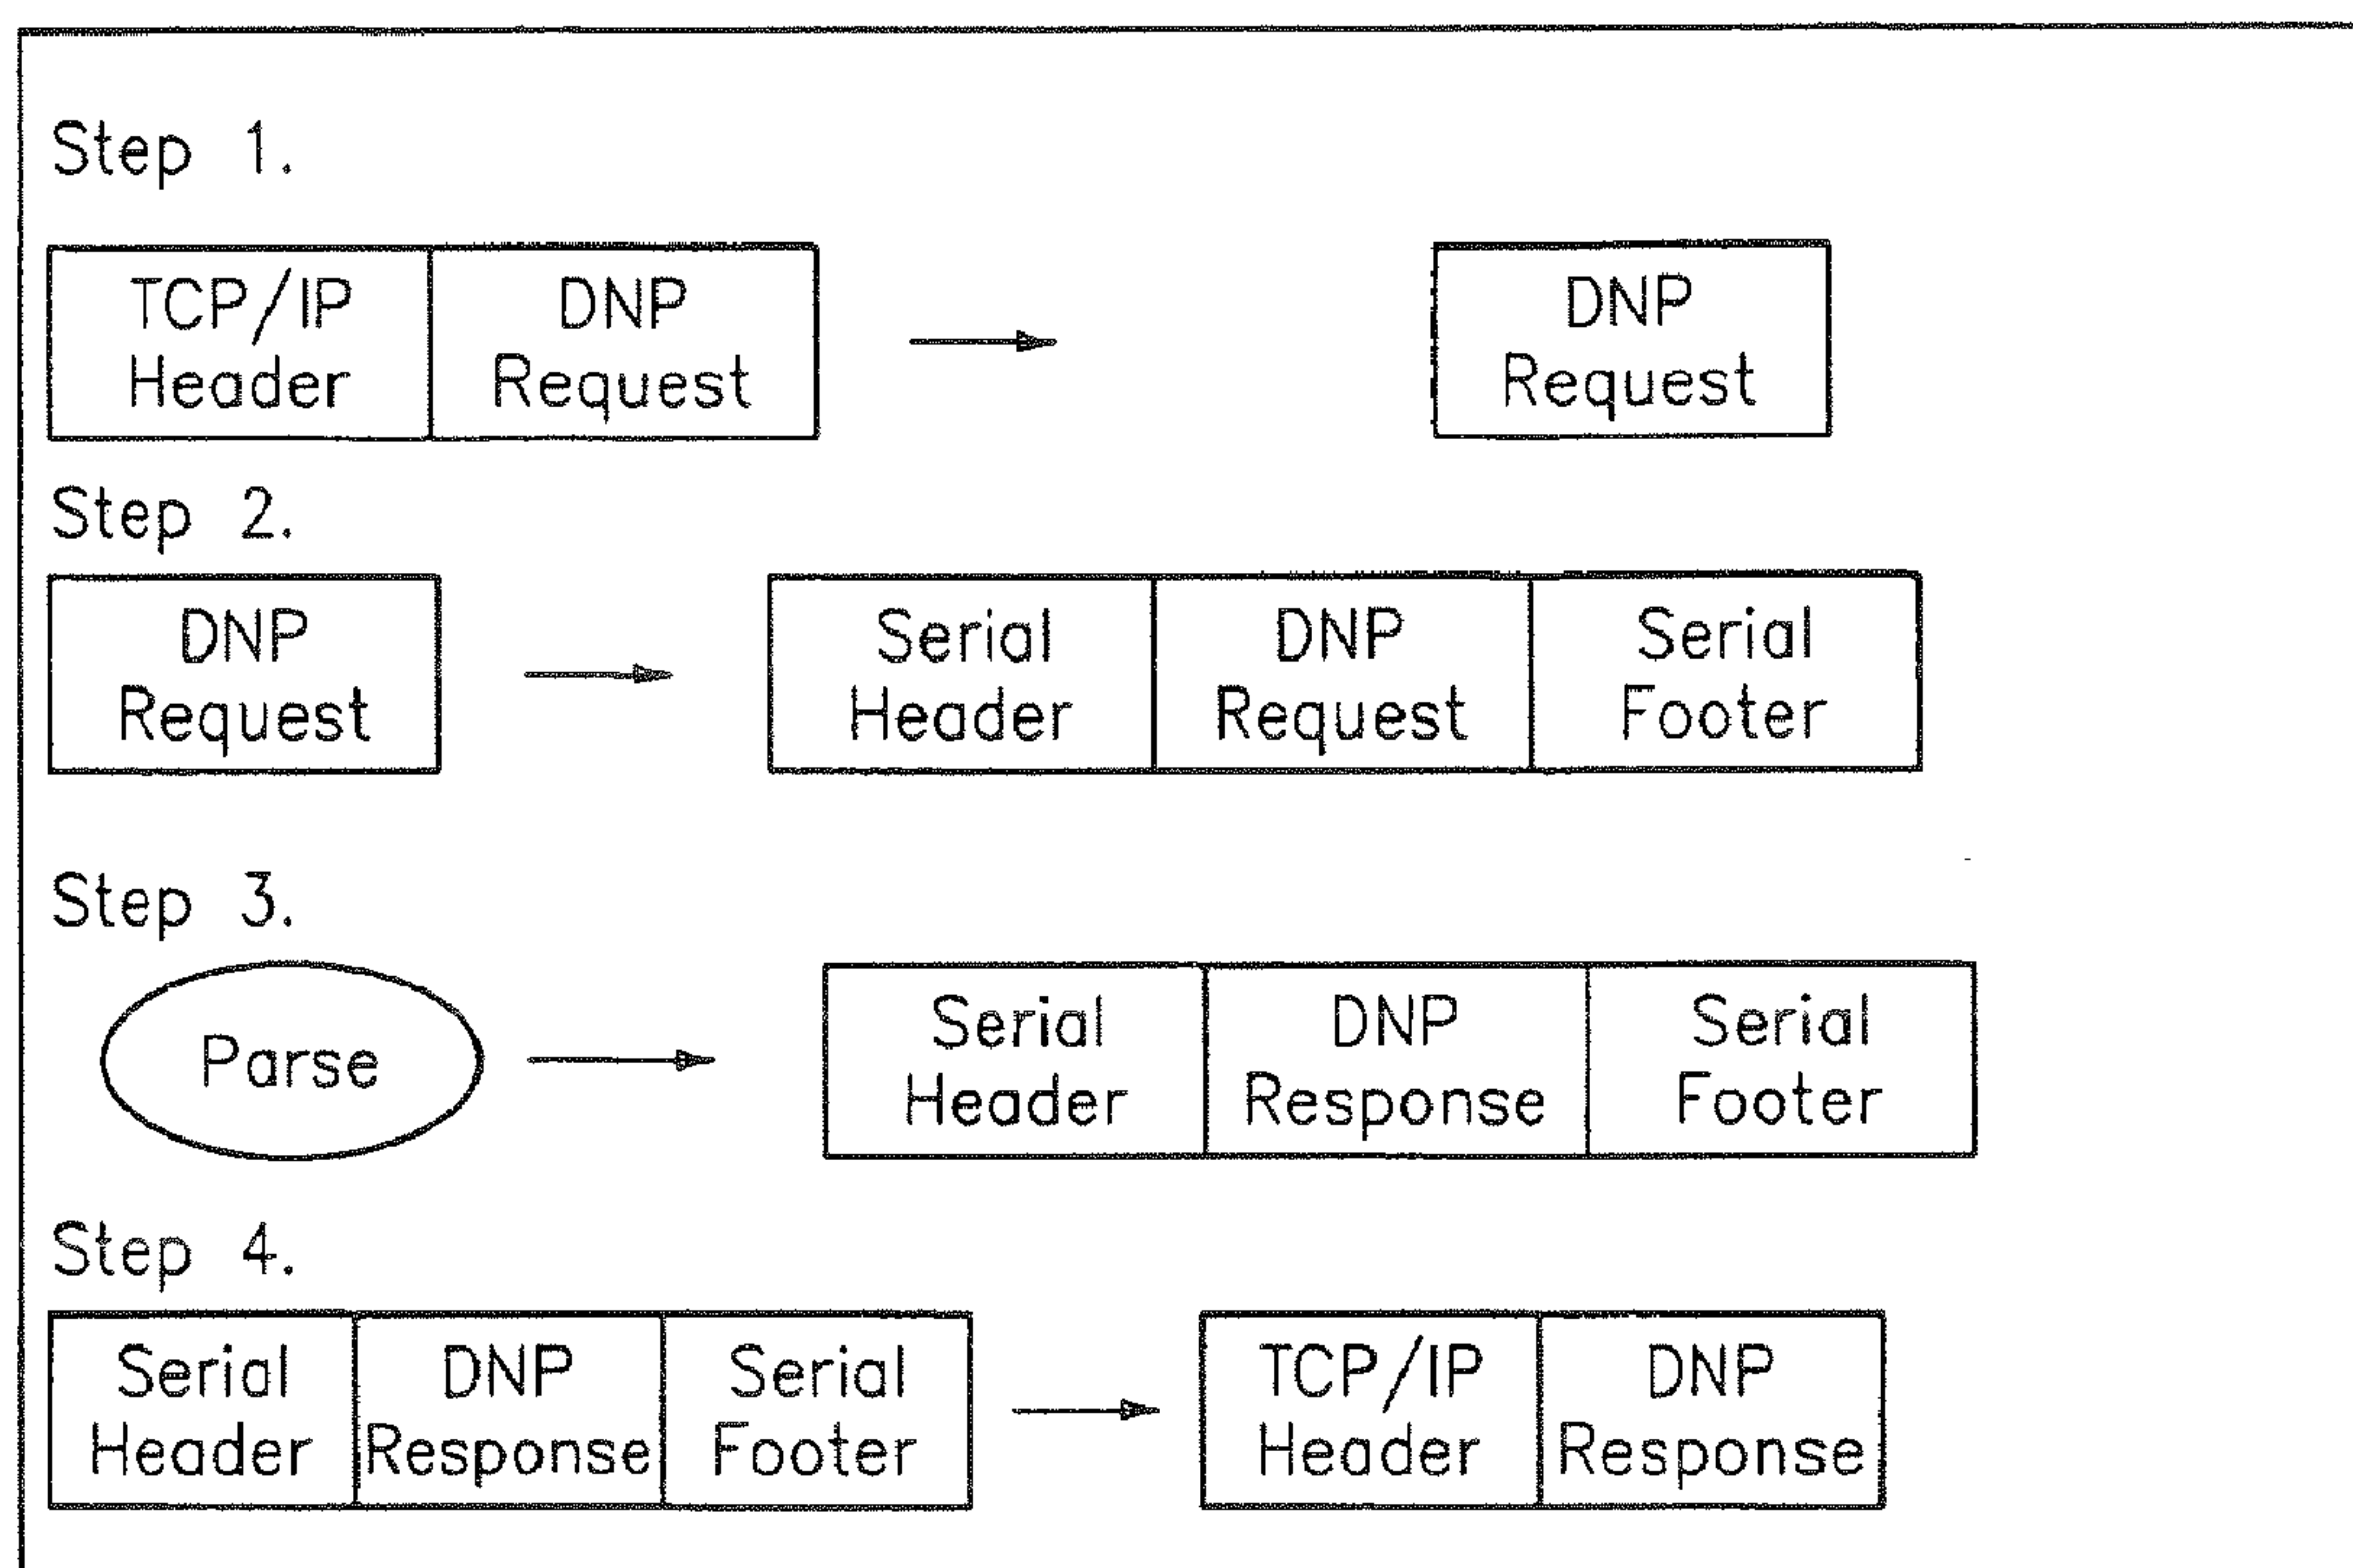 Step 1.
TCP/IP
Header
DNP
Request
DNP
Request
Step 2.
DNP
Request
Serial
Header
DNP
Request
Serial
Footer
Step 3.
Parse
Serial
Header
DNP
Response
Serial
Footer
Step 4.
Serial
Header
DNP
Response
Serial
Footer
TCP/IP
Header
DNP
Response